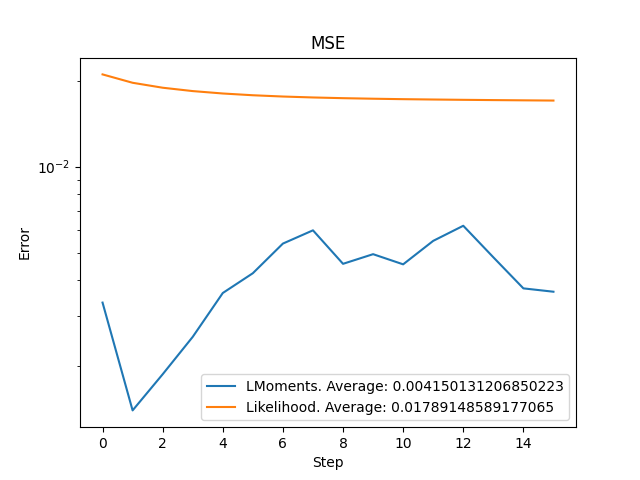 MSE
10⁻²
Error
LMoments. Average: 0.004150131206850223
Likelihood. Average: 0.01789148589177065
0 2 4 6 8 10 12 14
Step